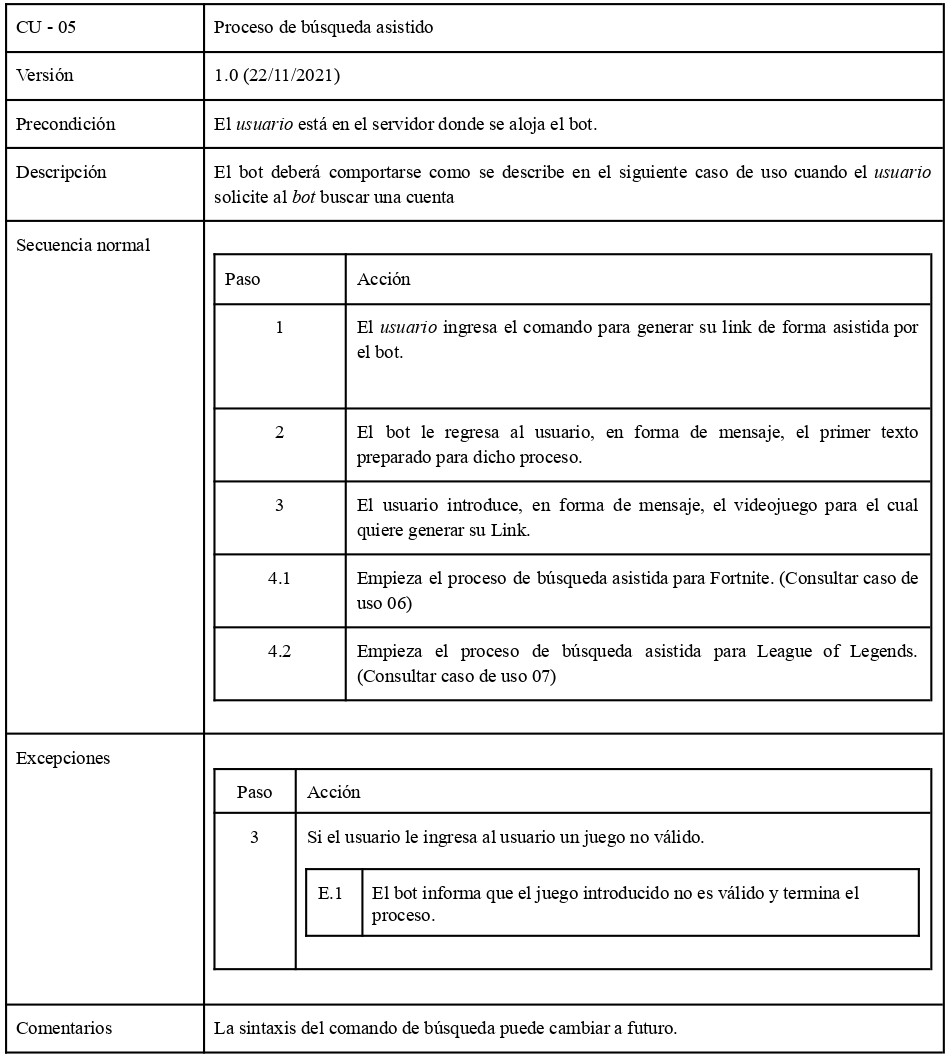 CU - 05
Proceso de búsqueda asistido
Versión
1.0 (22/11/2021)
Precondición
El usuario está en el servidor donde se aloja el bot.
Descripción
El bot deberá comportarse como se describe en el siguiente caso de uso cuando el usuario
solicite al bot buscar una cuenta
Secuencia normal
Paso
Acción
1
El usuario ingresa el comando para generar su link de forma asistida por
el bot.
2
El bot le regresa al usuario, en forma de mensaje, el primer texto
preparado para dicho proceso.
3
El usuario introduce, en forma de mensaje, el videojuego para el cual
quiere generar su Link.
4.1
Empieza el proceso de búsqueda asistida para Fortnite. (Consultar caso de
uso 06)
4.2
Empieza el proceso de búsqueda asistida para League of Legends.
(Consultar caso de uso 07)
Excepciones
Paso
Acción
3
Si el usuario le ingresa al usuario un juego no válido.
E.1
El bot informa que el juego introducido no es válido y termina el
proceso.
Comentarios
La sintaxis del comando de búsqueda puede cambiar a futuro.